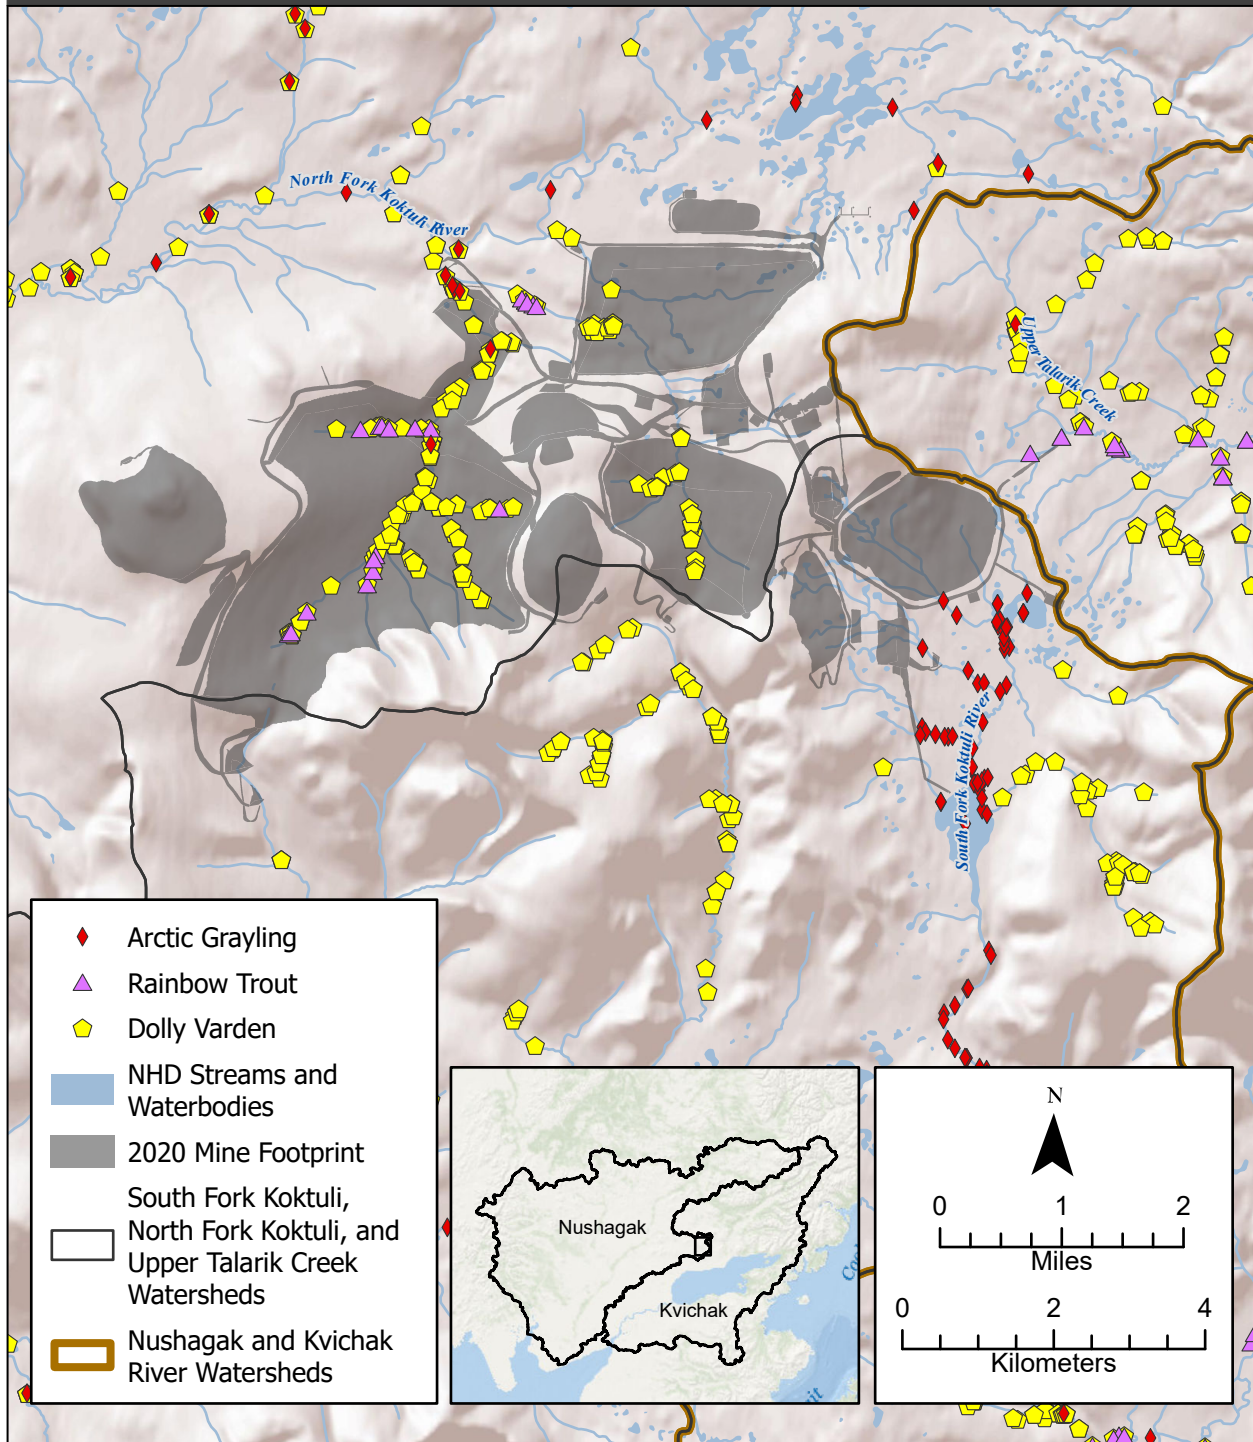 North Fork Koktuli River
Upper Talarik Creek
South Fork Koktuli River
Arctic Grayling
Rainbow Trout
Dolly Varden
NHD Streams and
Waterbodies
2020 Mine Footprint
South Fork Koktuli,
North Fork Koktuli, and
Upper Talarik Creek
Watersheds
Nushagak and Kvichak
River Watersheds
Nushagak
Kvichak
N
0 1 2
Miles
0 2 4
Kilometers